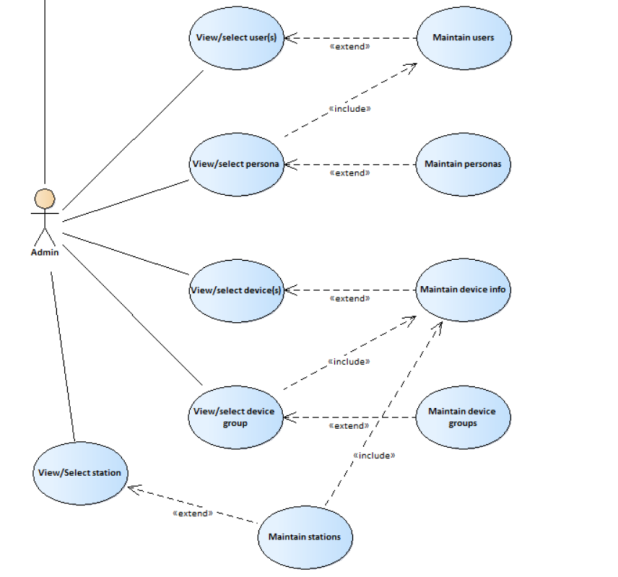 View/select user(s)
«extend»
Maintain users
«include»
View/select persona
«extend»
Maintain personas
Admin
View/select device(s)
«extend»
Maintain device info
«include»
View/select device
group
«extend»
Maintain device
groups
«include»
View/Select station
«extend»
Maintain stations